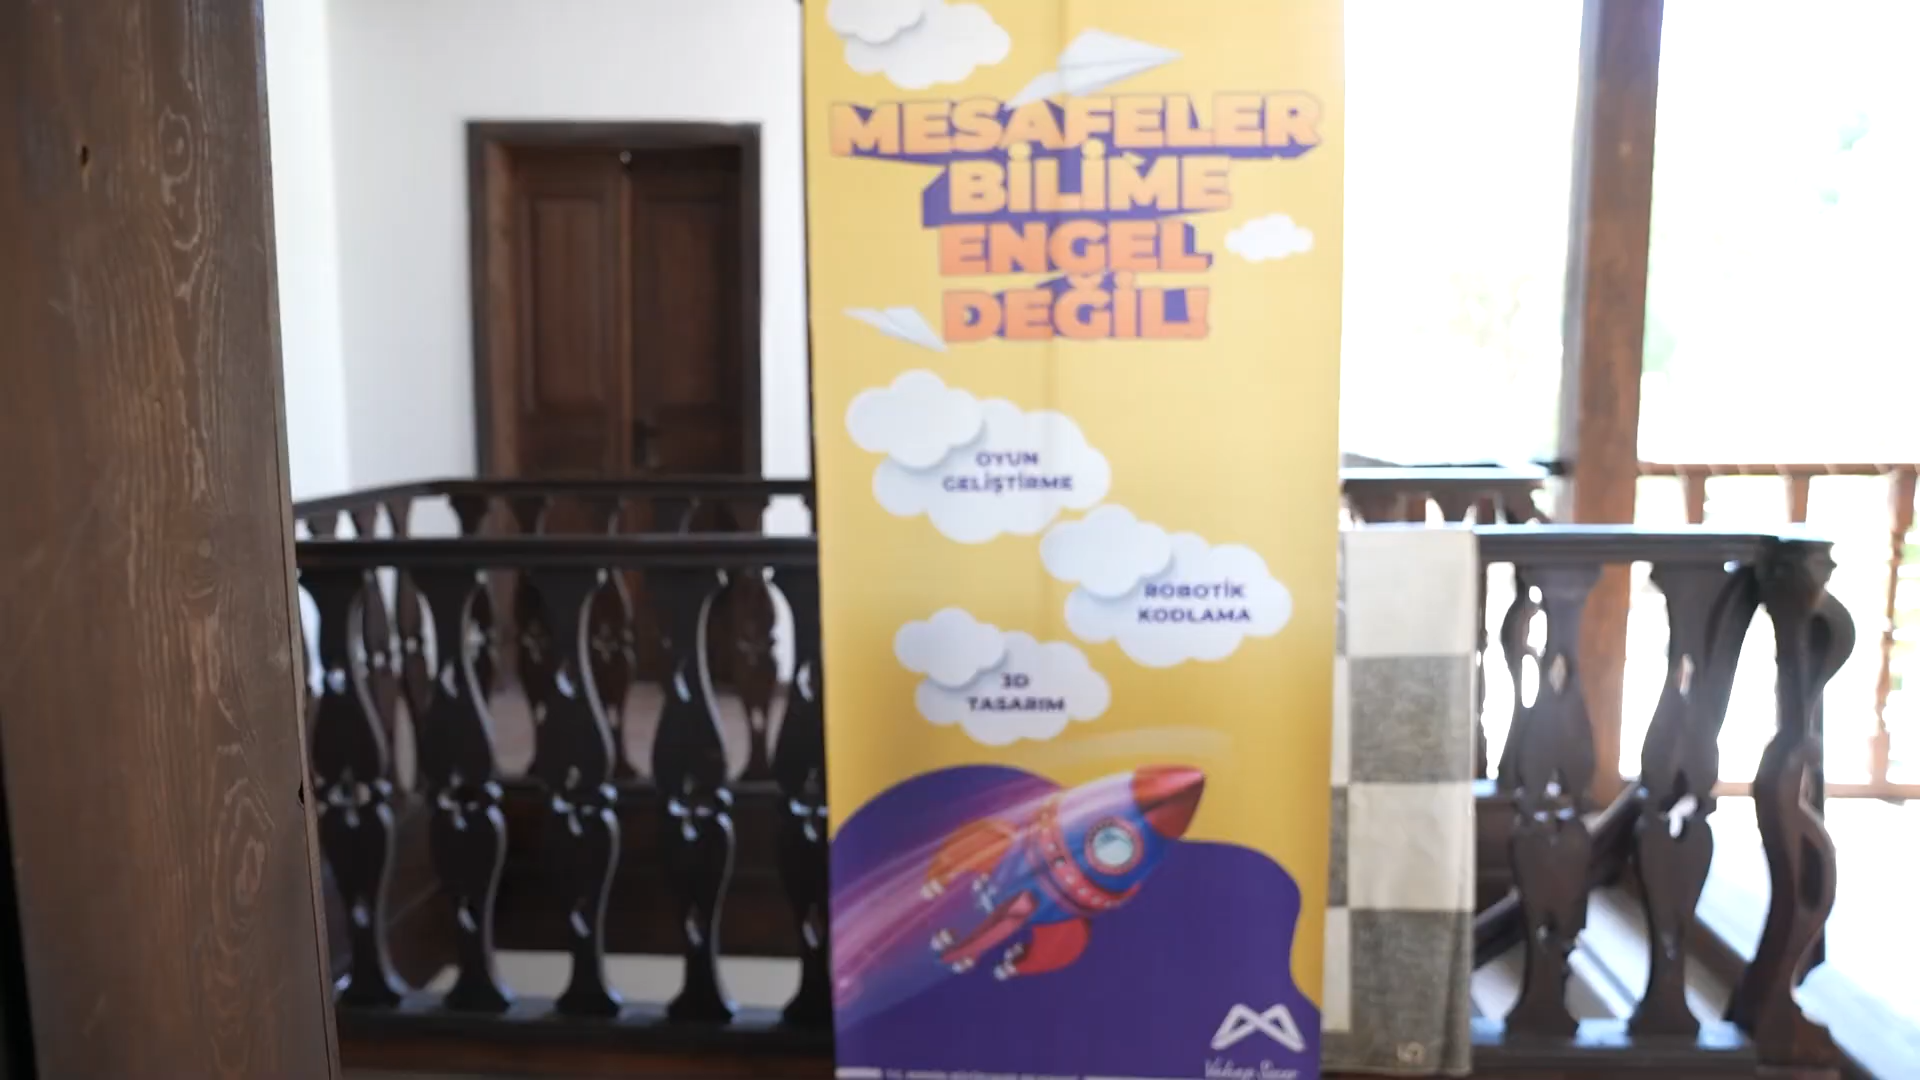 MESAFELER
BİLİME
ENGEL
DEĞİL!
OYUN
GELİŞTİRME
ROBOTİK
KODLAMA
3D
TASARIM